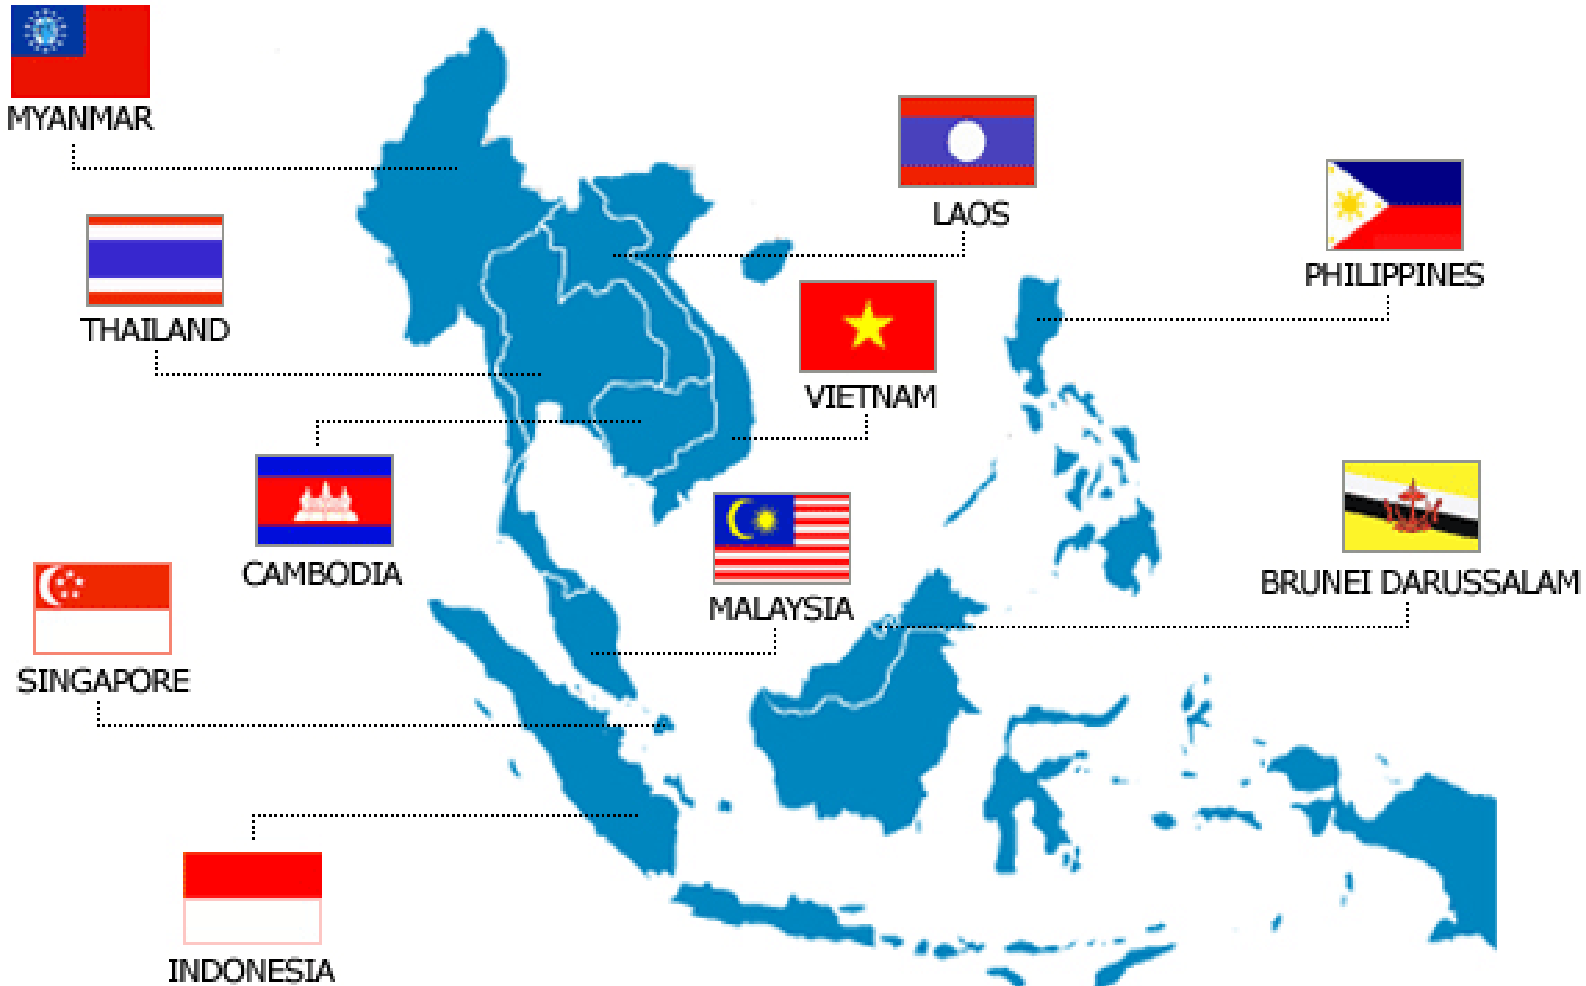 MYANMAR
LAOS
PHILIPPINES
THAILAND
VIETNAM
CAMBODIA
MALAYSIA
BRUNEI DARUSSALAM
SINGAPORE
INDONESIA